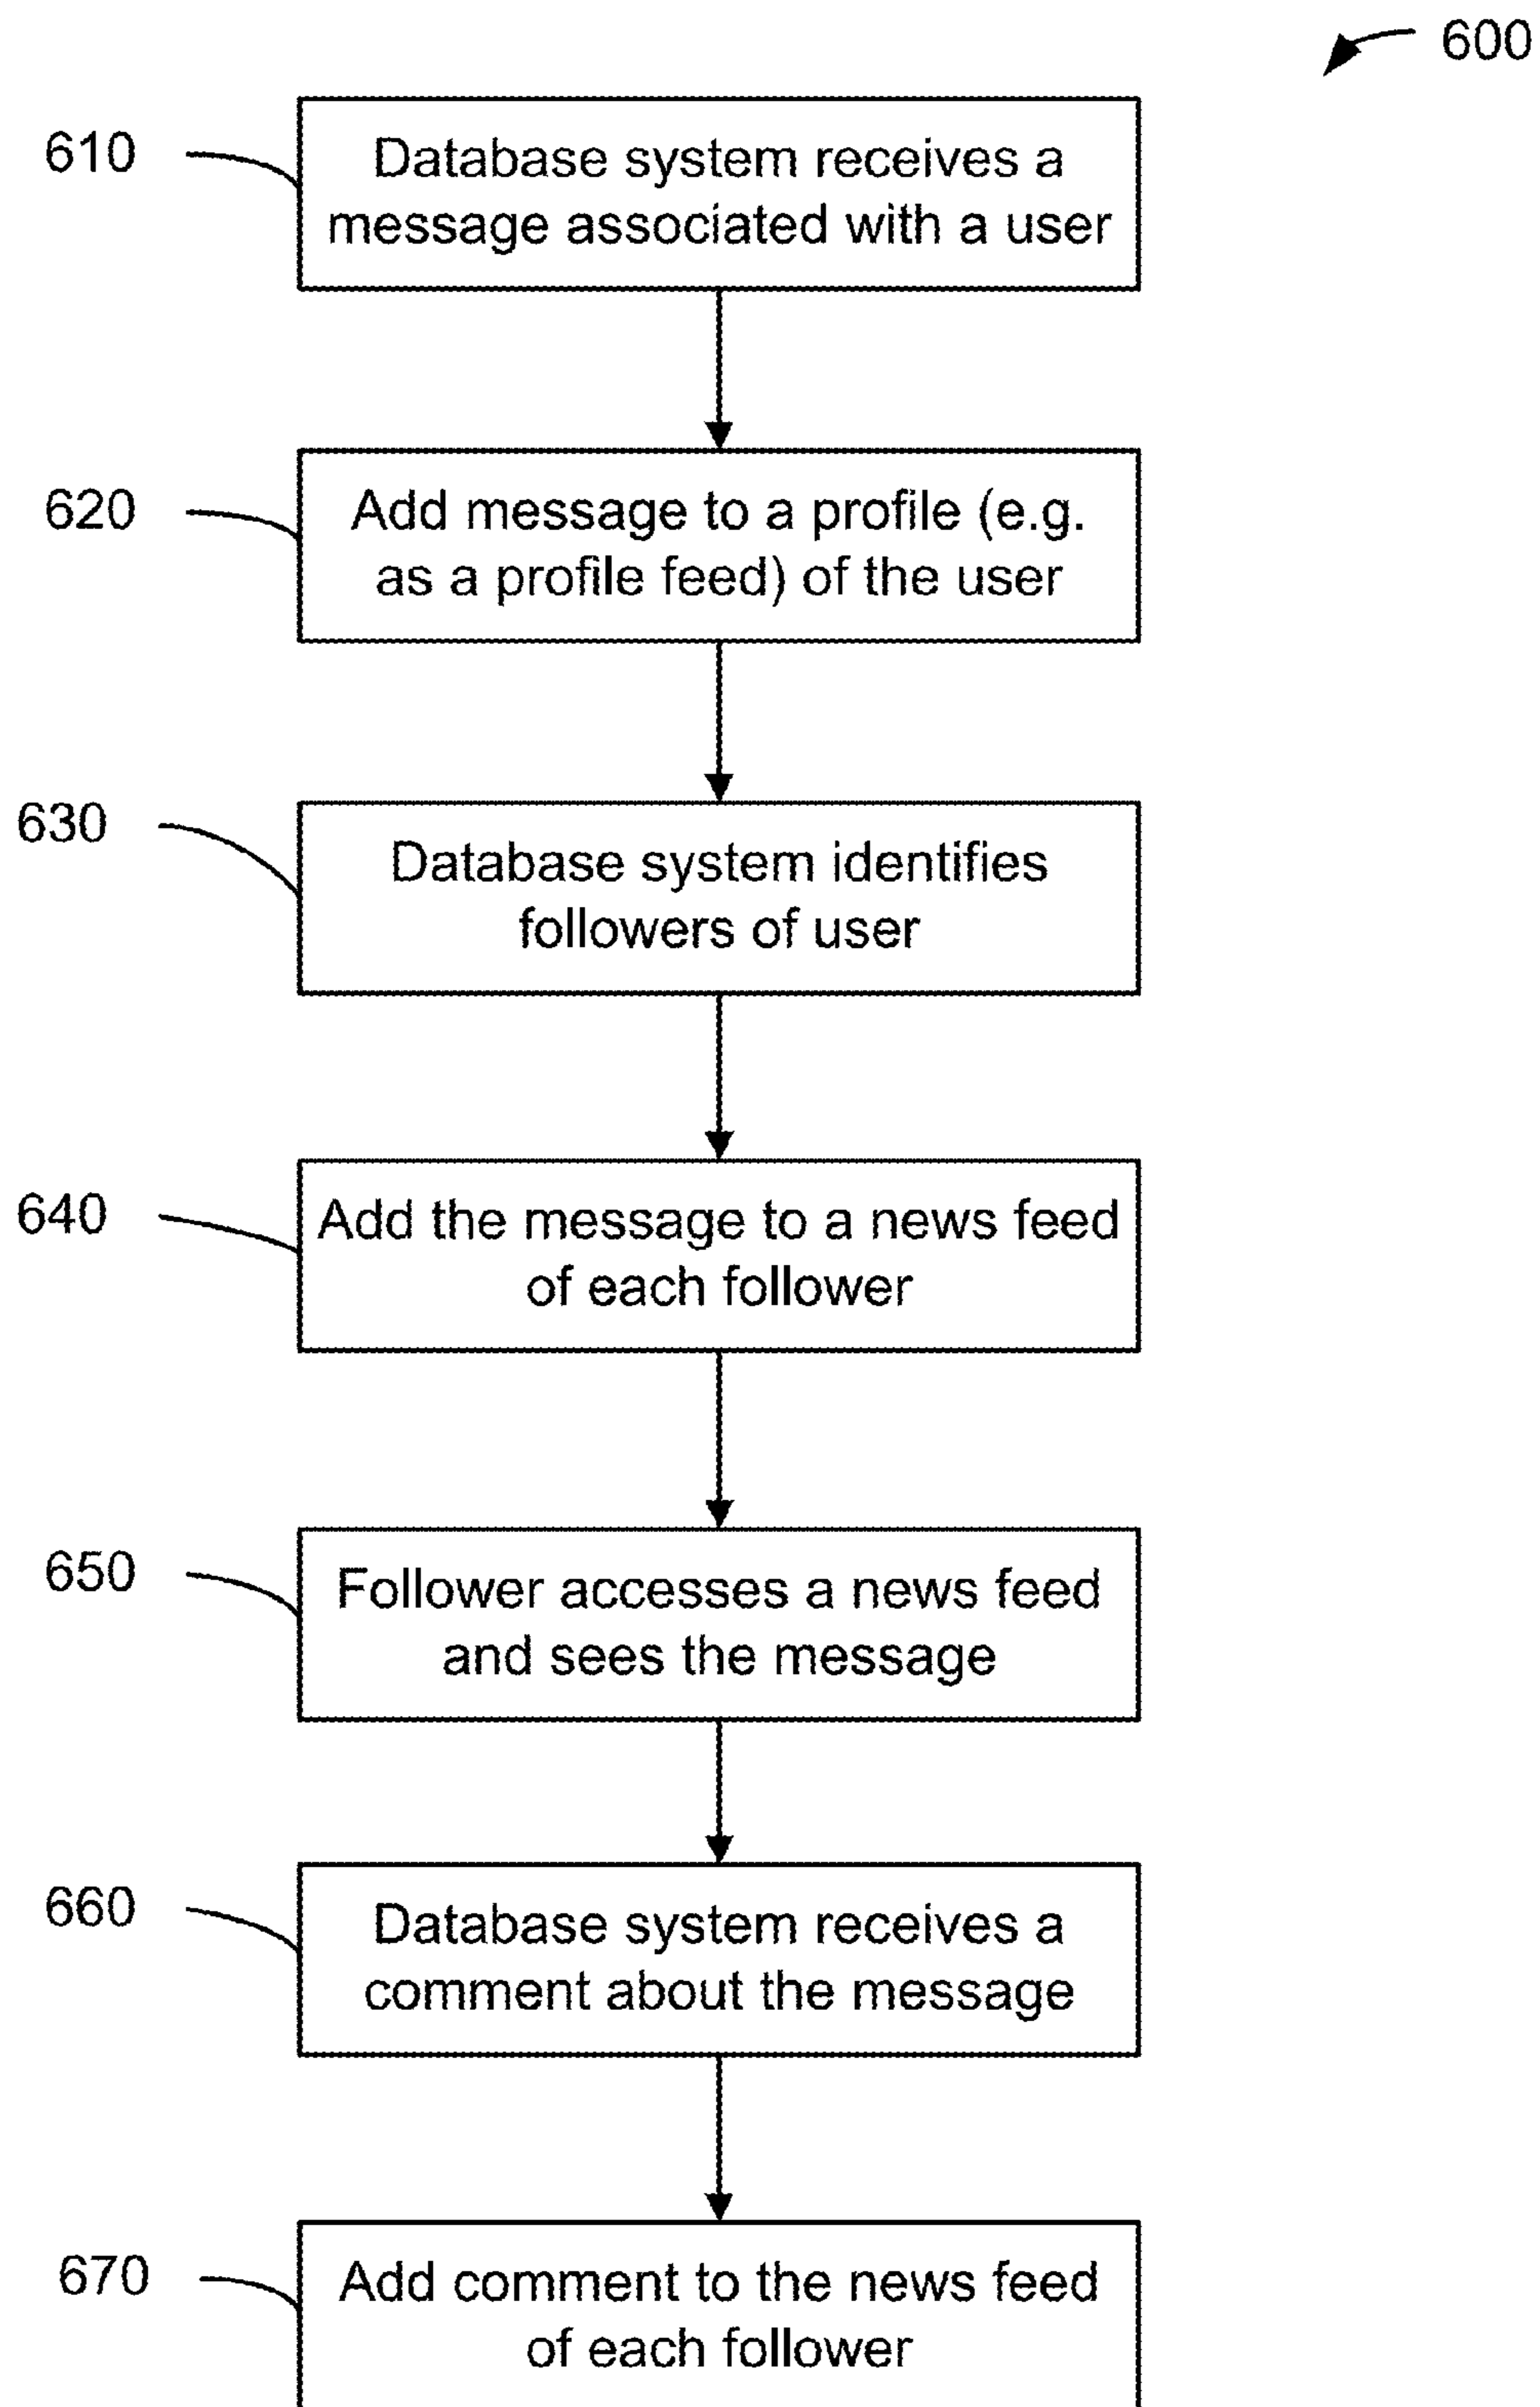 600
610
Database system receives a
message associated with a user
620
Add message to a profile (e.g.
as a profile feed) of the user
630
Database system identifies
followers of user
640
Add the message to a news feed
of each follower
650
Follower accesses a news feed
and sees the message
660
Database system receives a
comment about the message
670
Add comment to the news feed
of each follower